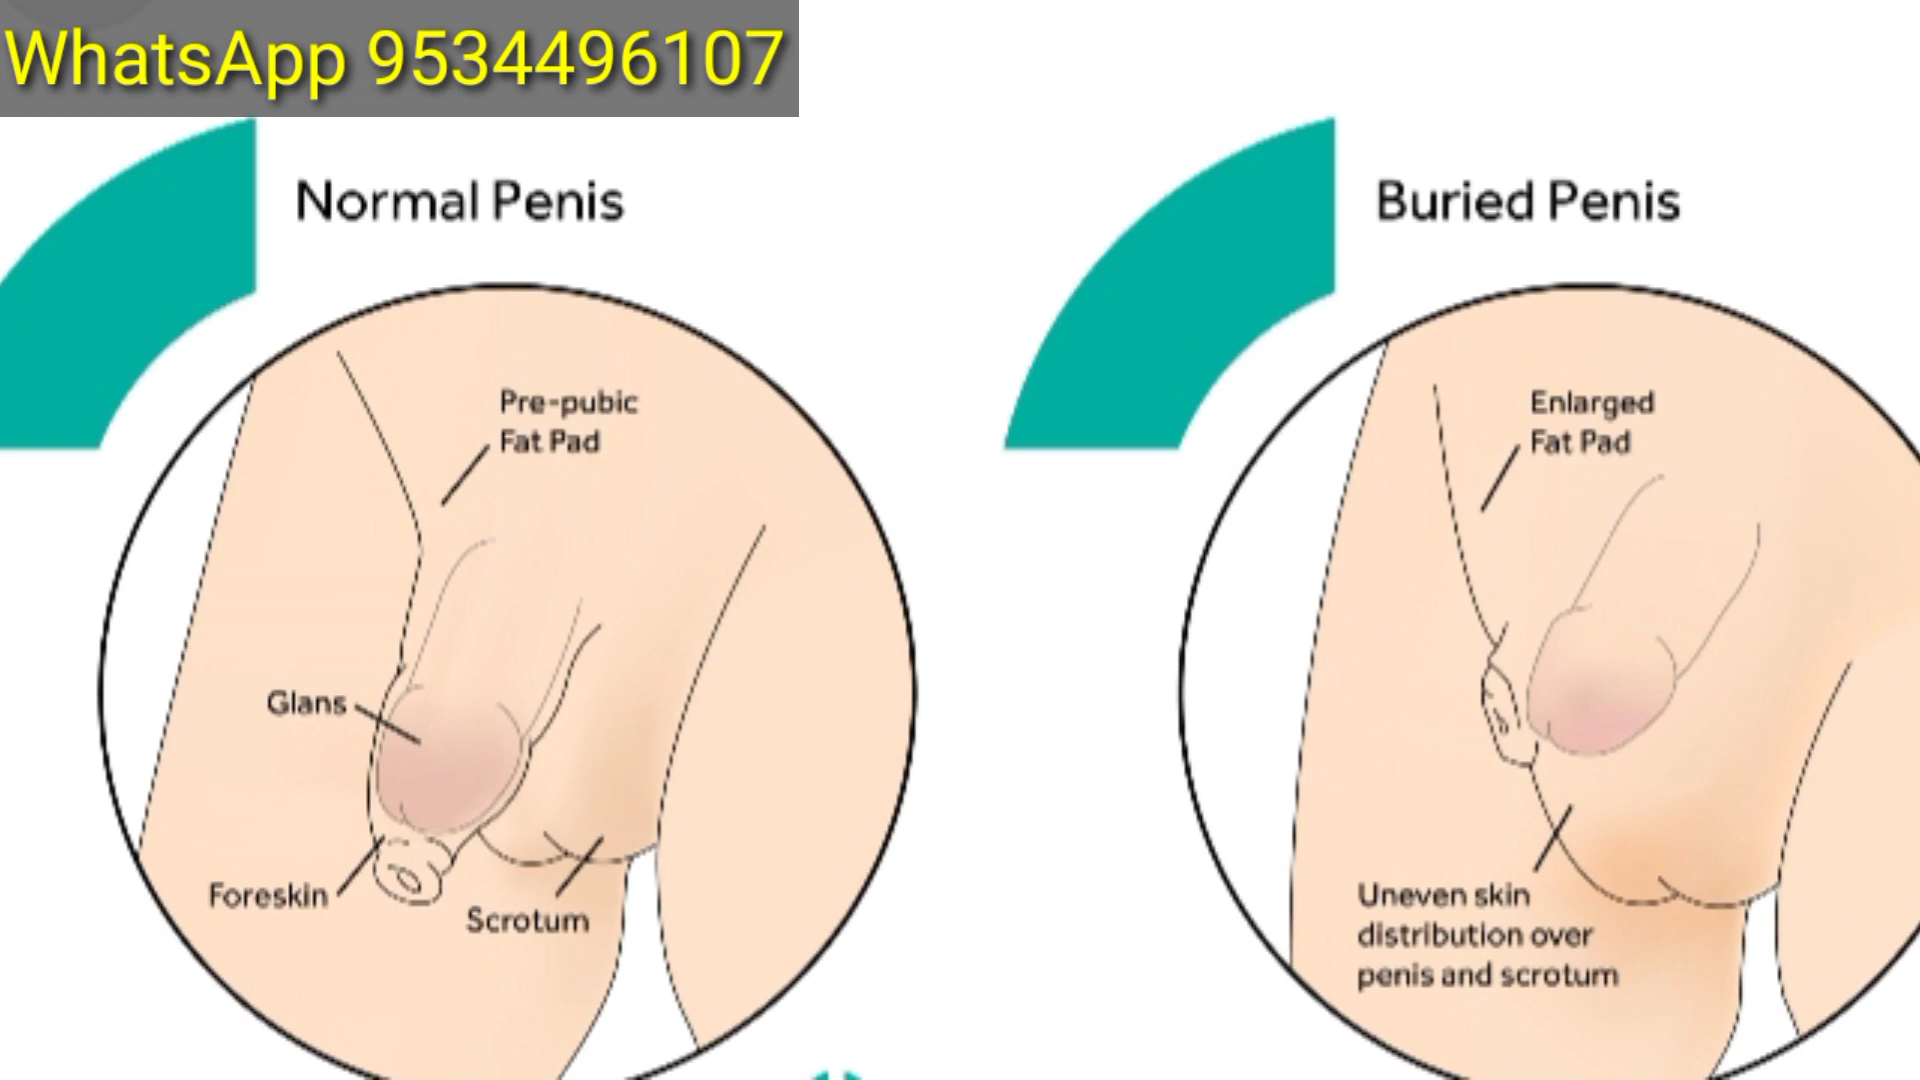 WhatsApp 9534496107
Normal Penis
Pre-pubic
Fat Pad
Glans
Foreskin
Scrotum
Buried Penis
Enlarged
Fat Pad
Uneven skin
distribution over
penis and scrotum